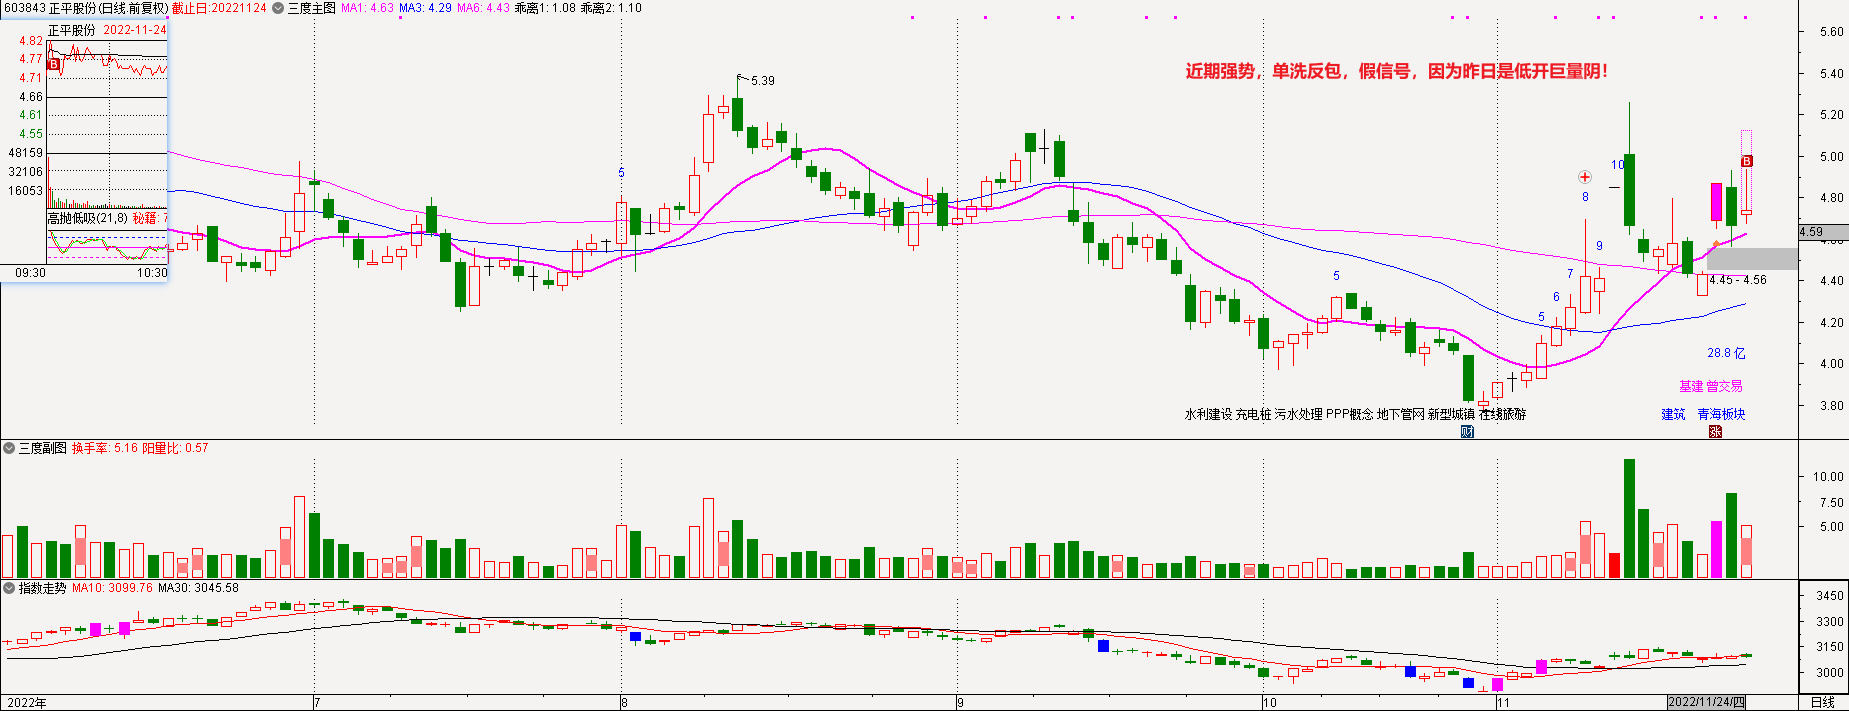 603843 正平股份(日线.前复权) 截止日:20221124 三度主图 MA1: 4.63 MA3: 4.29 MA6: 4.43 乖离1: 1.08 乖离2: 1.10
正平股份 2022-11-24
4.82
4.77
4.71
4.66
4.61
4.55
48159
32106
16053
B
高抛低吸(21,8) 秘籍: 7
09:30 10:30
近期强势，单洗反包，假信号，因为昨日是低开巨量阴！
5.39
5
5
5
6
7
8
9
10
B
5.60
5.40
5.20
5.00
4.80
4.59
4.40
4.20
4.00
3.80
4.45 - 4.56
28.8 亿
基建 曾交易
水利建设 充电桩 污水处理 PPP概念 地下管网 新型城镇 在线旅游
建筑 青海板块
财
涨
三度副图 换手率: 5.16 阳量比: 0.57
10.00
7.50
5.00
指数走势 MA10: 3099.76 MA30: 3045.58
3450
3300
3150
3000
2022年 7 8 9 10 11 2022/11/24/四 日线